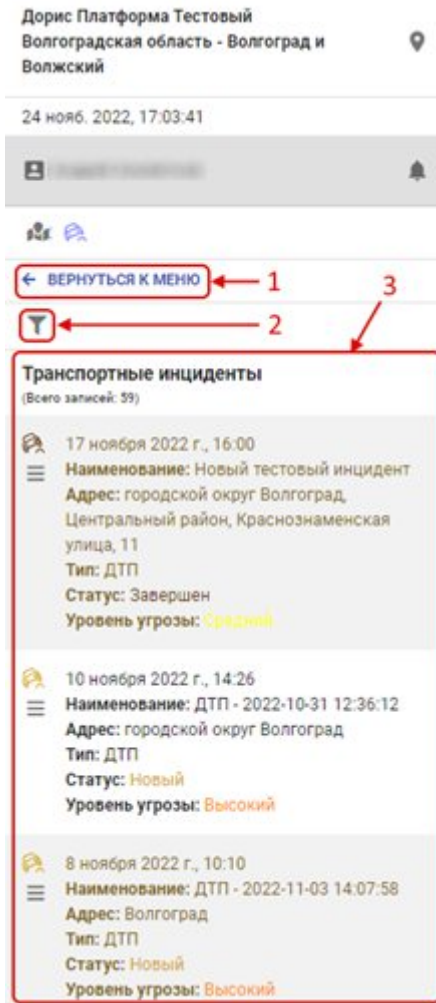 Дорис Платформа Тестовый
Волгоградская область - Волгоград и
Волжский
24 нояб. 2022, 17:03:41
← ВЕРНУТЬСЯ К МЕНЮ
1
3
2
Транспортные инциденты
(Всего записей: 59)
17 ноября 2022 г., 16:00
Наименование: Новый тестовый инцидент
Адрес: городской округ Волгоград,
Центральный район, Краснознаменская
улица, 11
Тип: ДТП
Статус: Завершен
Уровень угрозы: Средний
10 ноября 2022 г., 14:26
Наименование: ДТП - 2022-10-31 12:36:12
Адрес: городской округ Волгоград
Тип: ДТП
Статус: Новый
Уровень угрозы: Высокий
8 ноября 2022 г., 10:10
Наименование: ДТП - 2022-11-03 14:07:58
Адрес: Волгоград
Тип: ДТП
Статус: Новый
Уровень угрозы: Высокий